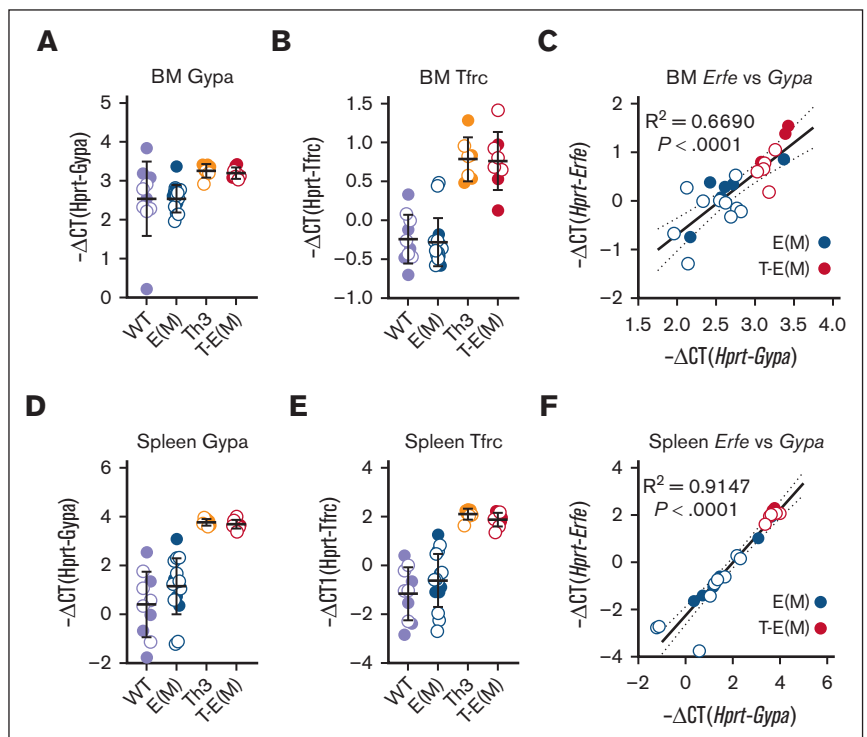 A
BM Gypa
−ΔCT(Hprt-Gypa)
5
4
3
2
1
0
WT
E(M)
Th3
T-E(M)
B
BM Tfrc
−ΔCT(Hprt-Tfrc)
1.5
1.0
0.5
0.0
−0.5
−1.0
WT
E(M)
Th3
T-E(M)
C
BM Erfe vs Gypa
−ΔCT(Hprt-Erfe)
2
1
0
−1
−2
R² = 0.6690
P < .0001
E(M)
T-E(M)
1.5 2.0 2.5 3.0 3.5 4.0
−ΔCT(Hprt-Gypa)
D
Spleen Gypa
−ΔCT(Hprt-Gypa)
6
4
2
0
−2
WT
E(M)
Th3
T-E(M)
E
Spleen Tfrc
−ΔCT1(Hprt-Tfrc)
4
2
0
−2
−4
WT
E(M)
Th3
T-E(M)
F
Spleen Erfe vs Gypa
−ΔCT(Hprt-Erfe)
4
2
0
−2
−4
R² = 0.9147
P < .0001
E(M)
T-E(M)
−2 0 2 4 6
−ΔCT(Hprt-Gypa)